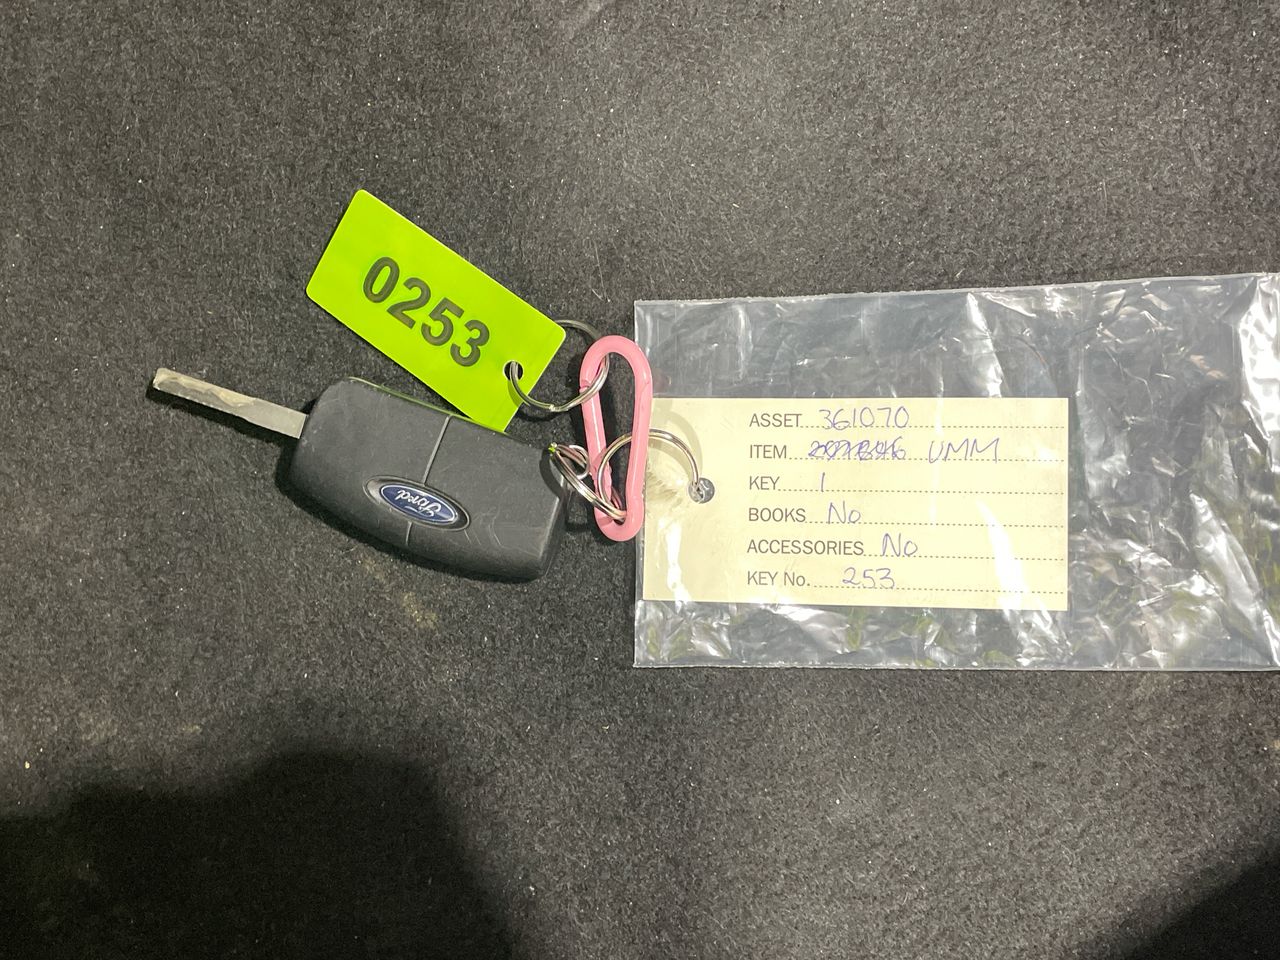 0253
Ford
ASSET 361070
ITEM UMM
KEY 1
BOOKS No
ACCESSORIES No
KEY No. 253